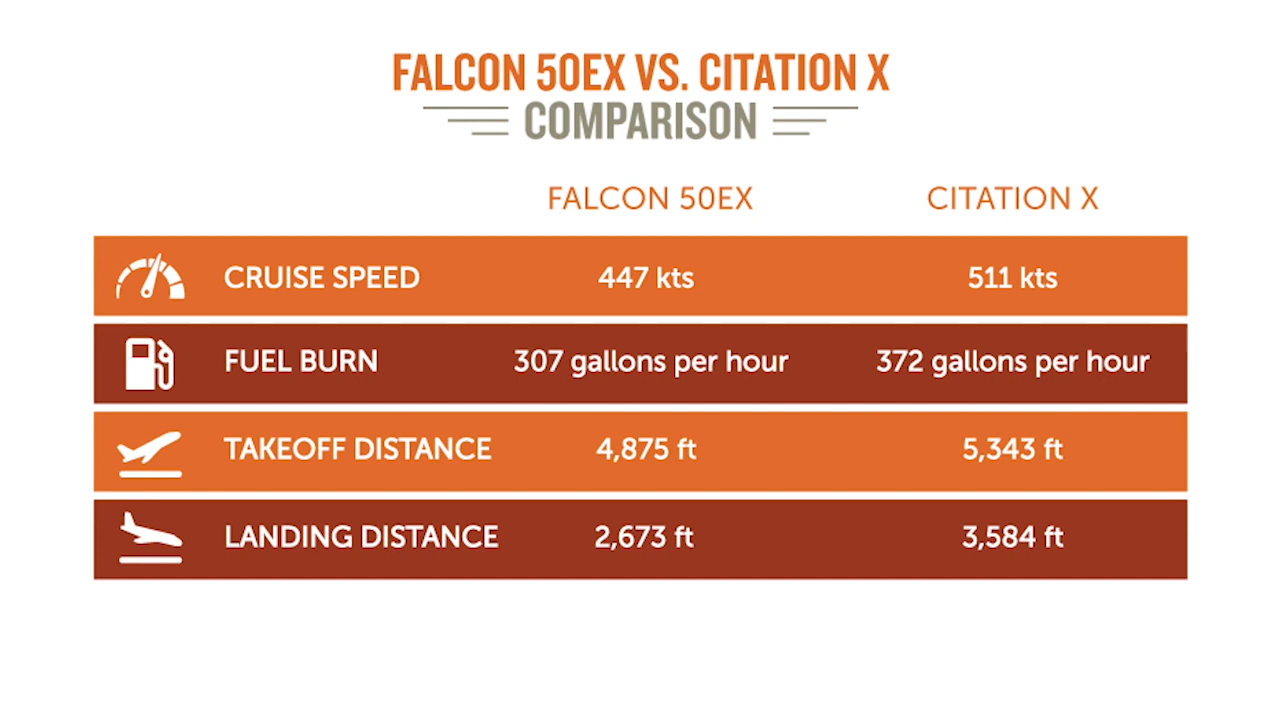 FALCON 50EX VS. CITATION X
COMPARISON
FALCON 50EX CITATION X
CRUISE SPEED 447 kts 511 kts
FUEL BURN 307 gallons per hour 372 gallons per hour
TAKEOFF DISTANCE 4,875 ft 5,343 ft
LANDING DISTANCE 2,673 ft 3,584 ft